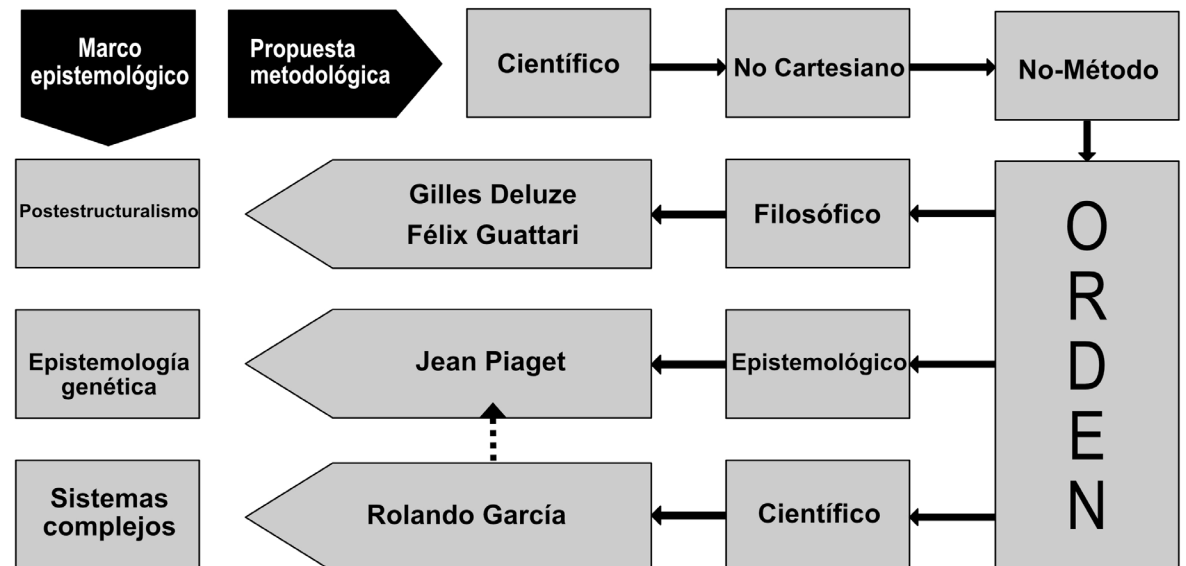 Marco
epistemológico
Propuesta
metodológica
Científico
No Cartesiano
No-Método
Postestructuralismo
Gilles Deluze
Félix Guattari
Filosófico
ORDEN
Epistemología
genética
Jean Piaget
Epistemológico
Sistemas
complejos
Rolando García
Científico